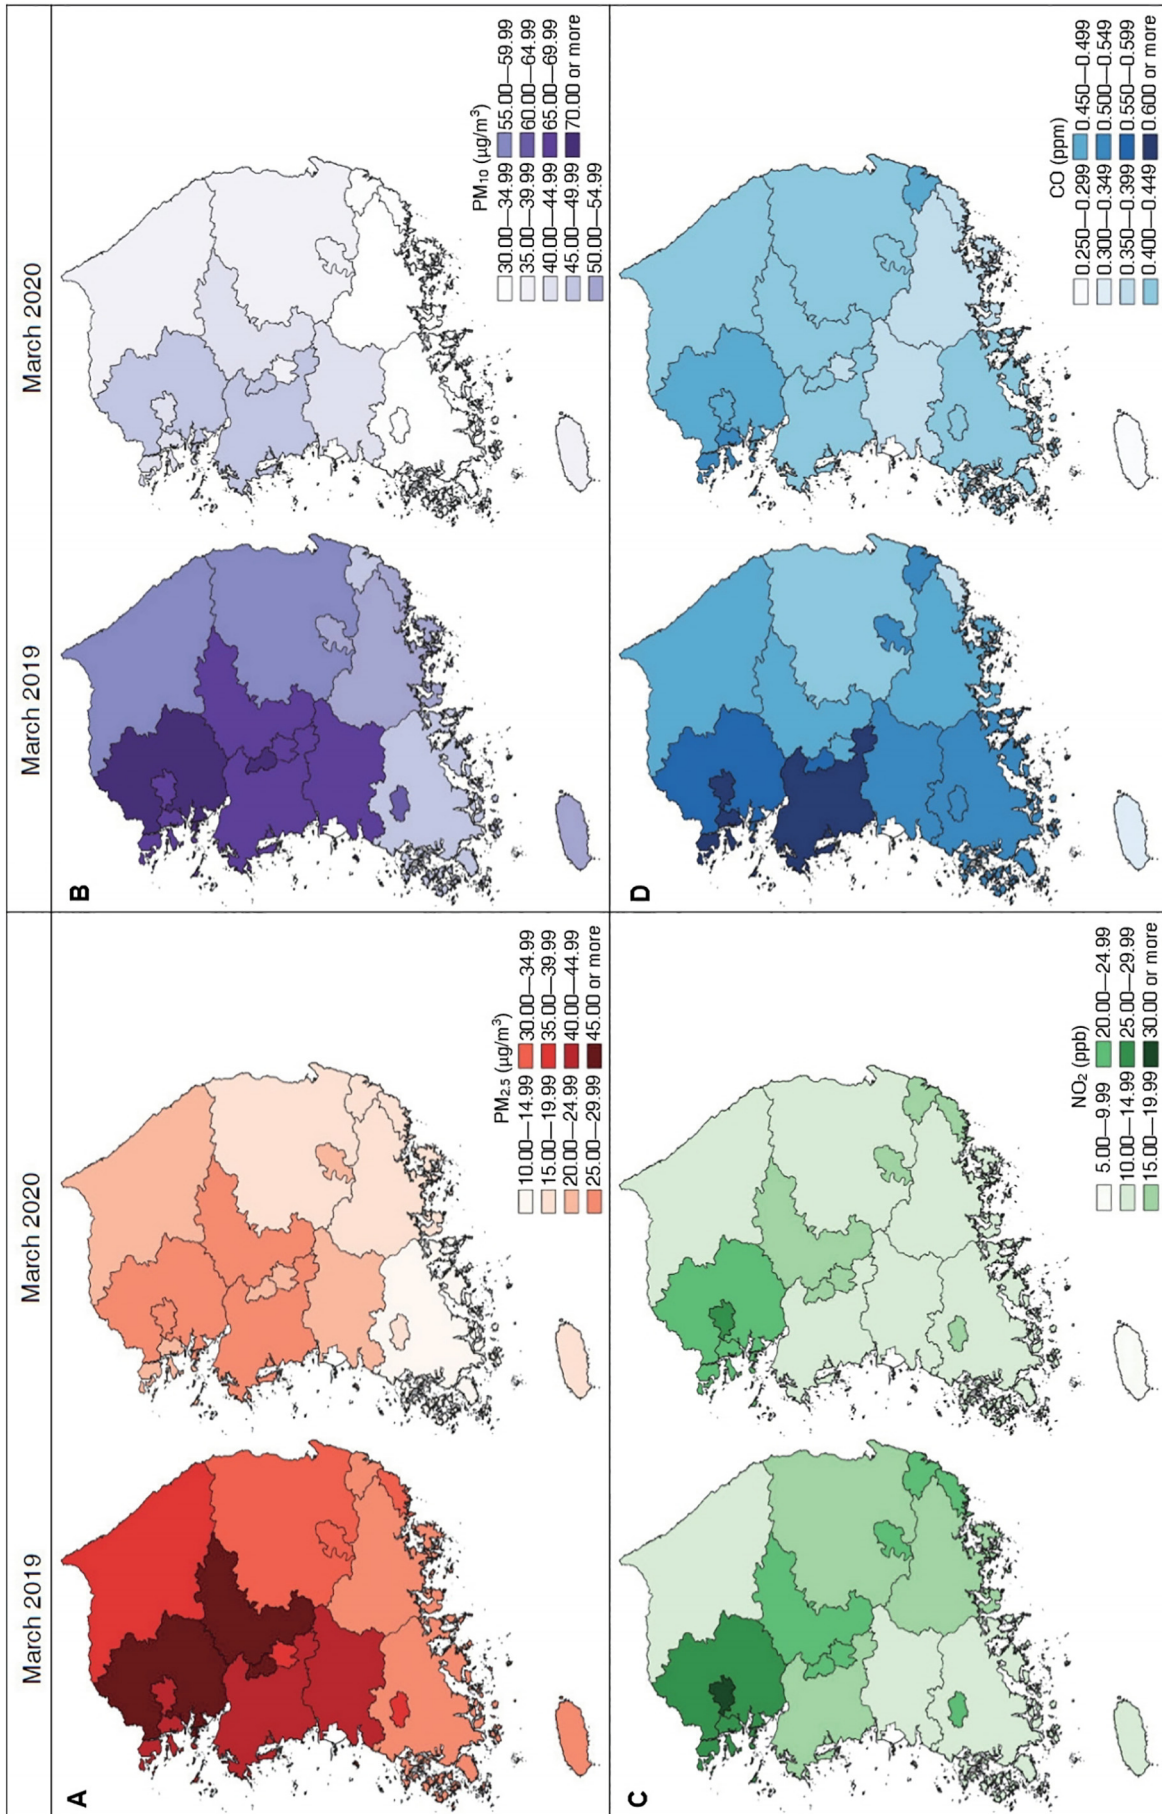 March 2019
March 2020
March 2019
March 2020
A
PM2.5 (µg/m³)
10.00—14.99
30.00—34.99
15.00—19.99
35.00—39.99
20.00—24.99
40.00—44.99
25.00—29.99
45.00 or more
B
PM10 (µg/m³)
30.00—34.99
55.00—59.99
35.00—39.99
60.00—64.99
40.00—44.99
65.00—69.99
45.00—49.99
70.00 or more
50.00—54.99
C
NO2 (ppb)
5.00—9.99
20.00—24.99
10.00—14.99
25.00—29.99
15.00—19.99
30.00 or more
D
CO (ppm)
0.250—0.299
0.450—0.499
0.300—0.349
0.500—0.549
0.350—0.399
0.550—0.599
0.400—0.449
0.600 or more